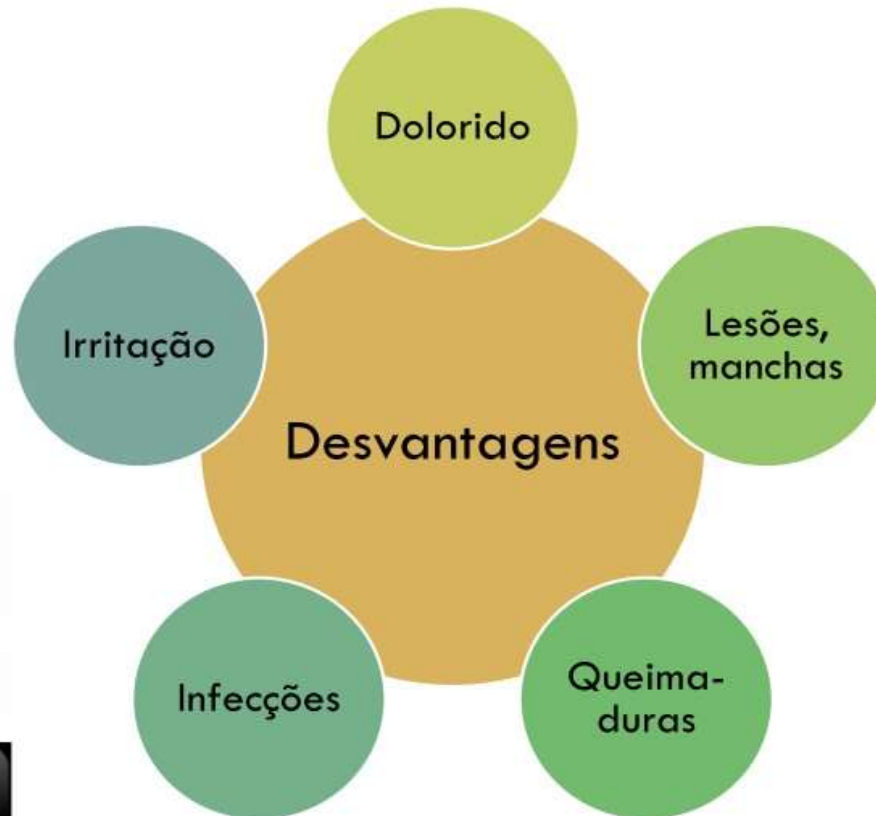 Dolorido
Irritação
Lesões,
manchas
Desvantagens
Infecções
Queima-
duras